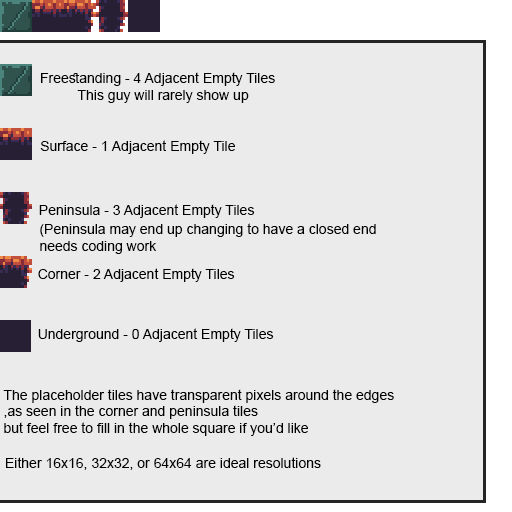 Freestanding - 4 Adjacent Empty Tiles
This guy will rarely show up
Surface - 1 Adjacent Empty Tile
Peninsula - 3 Adjacent Empty Tiles
(Peninsula may end up changing to have a closed end
needs coding work
Corner - 2 Adjacent Empty Tiles
Underground - 0 Adjacent Empty Tiles
The placeholder tiles have transparent pixels around the edges
,as seen in the corner and peninsula tiles
but feel free to fill in the whole square if you'd like
Either 16x16, 32x32, or 64x64 are ideal resolutions